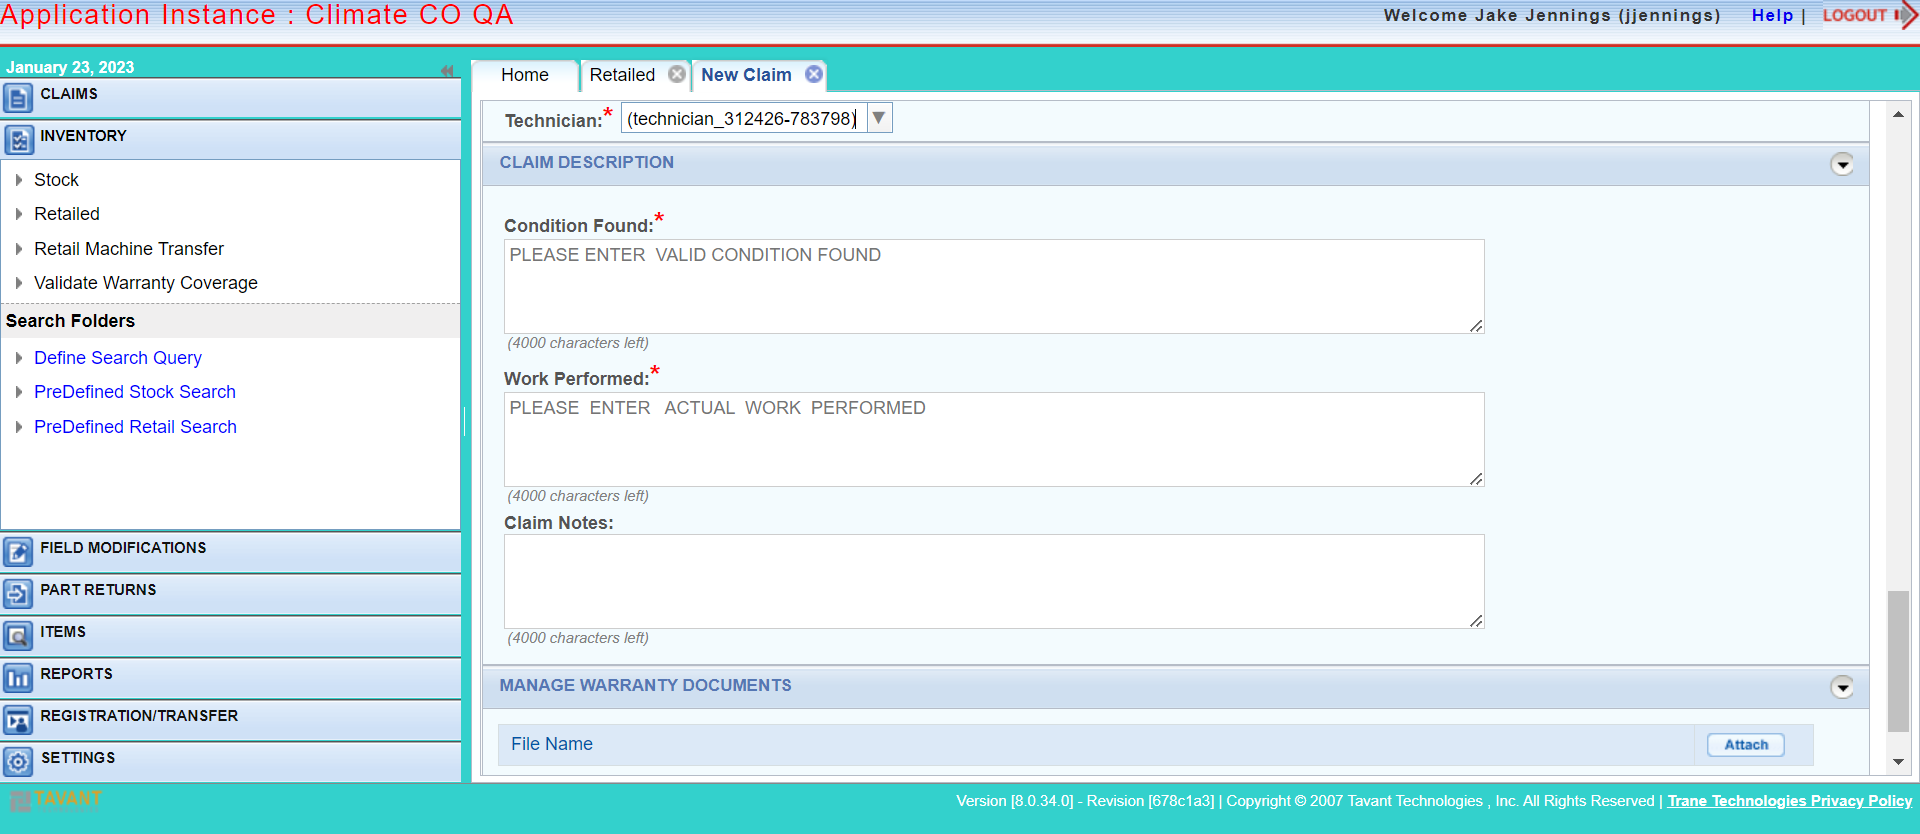 Application Instance : Climate CO QA
Welcome Jake Jennings (jjennings) Help | LOGOUT
January 23, 2023
CLAIMS
INVENTORY
Stock
Retailed
Retail Machine Transfer
Validate Warranty Coverage
Search Folders
Define Search Query
PreDefined Stock Search
PreDefined Retail Search
FIELD MODIFICATIONS
PART RETURNS
ITEMS
REPORTS
REGISTRATION/TRANSFER
SETTINGS
Home Retailed New Claim
Technician:* (technician_312426-783798)
CLAIM DESCRIPTION
Condition Found:*
PLEASE ENTER  VALID CONDITION FOUND
(4000 characters left)
Work Performed:*
PLEASE  ENTER   ACTUAL  WORK  PERFORMED
(4000 characters left)
Claim Notes:
(4000 characters left)
MANAGE WARRANTY DOCUMENTS
File Name Attach
TAVANT
Version [8.0.34.0] - Revision [678c1a3] | Copyright © 2007 Tavant Technologies , Inc. All Rights Reserved | Trane Technologies Privacy Policy